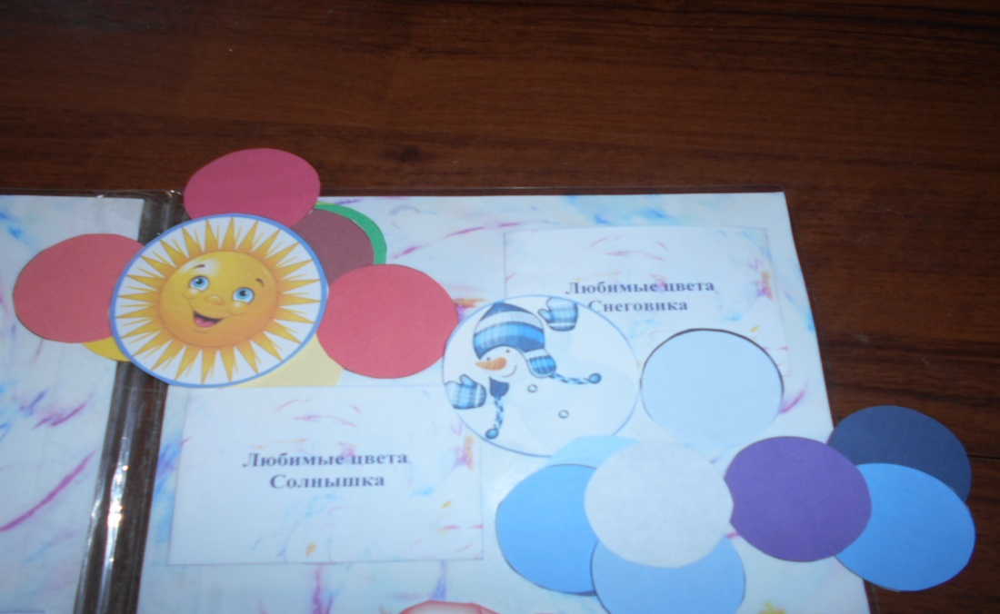 Любимые цвета
Снеговика
Любимые цвета
Солнышка